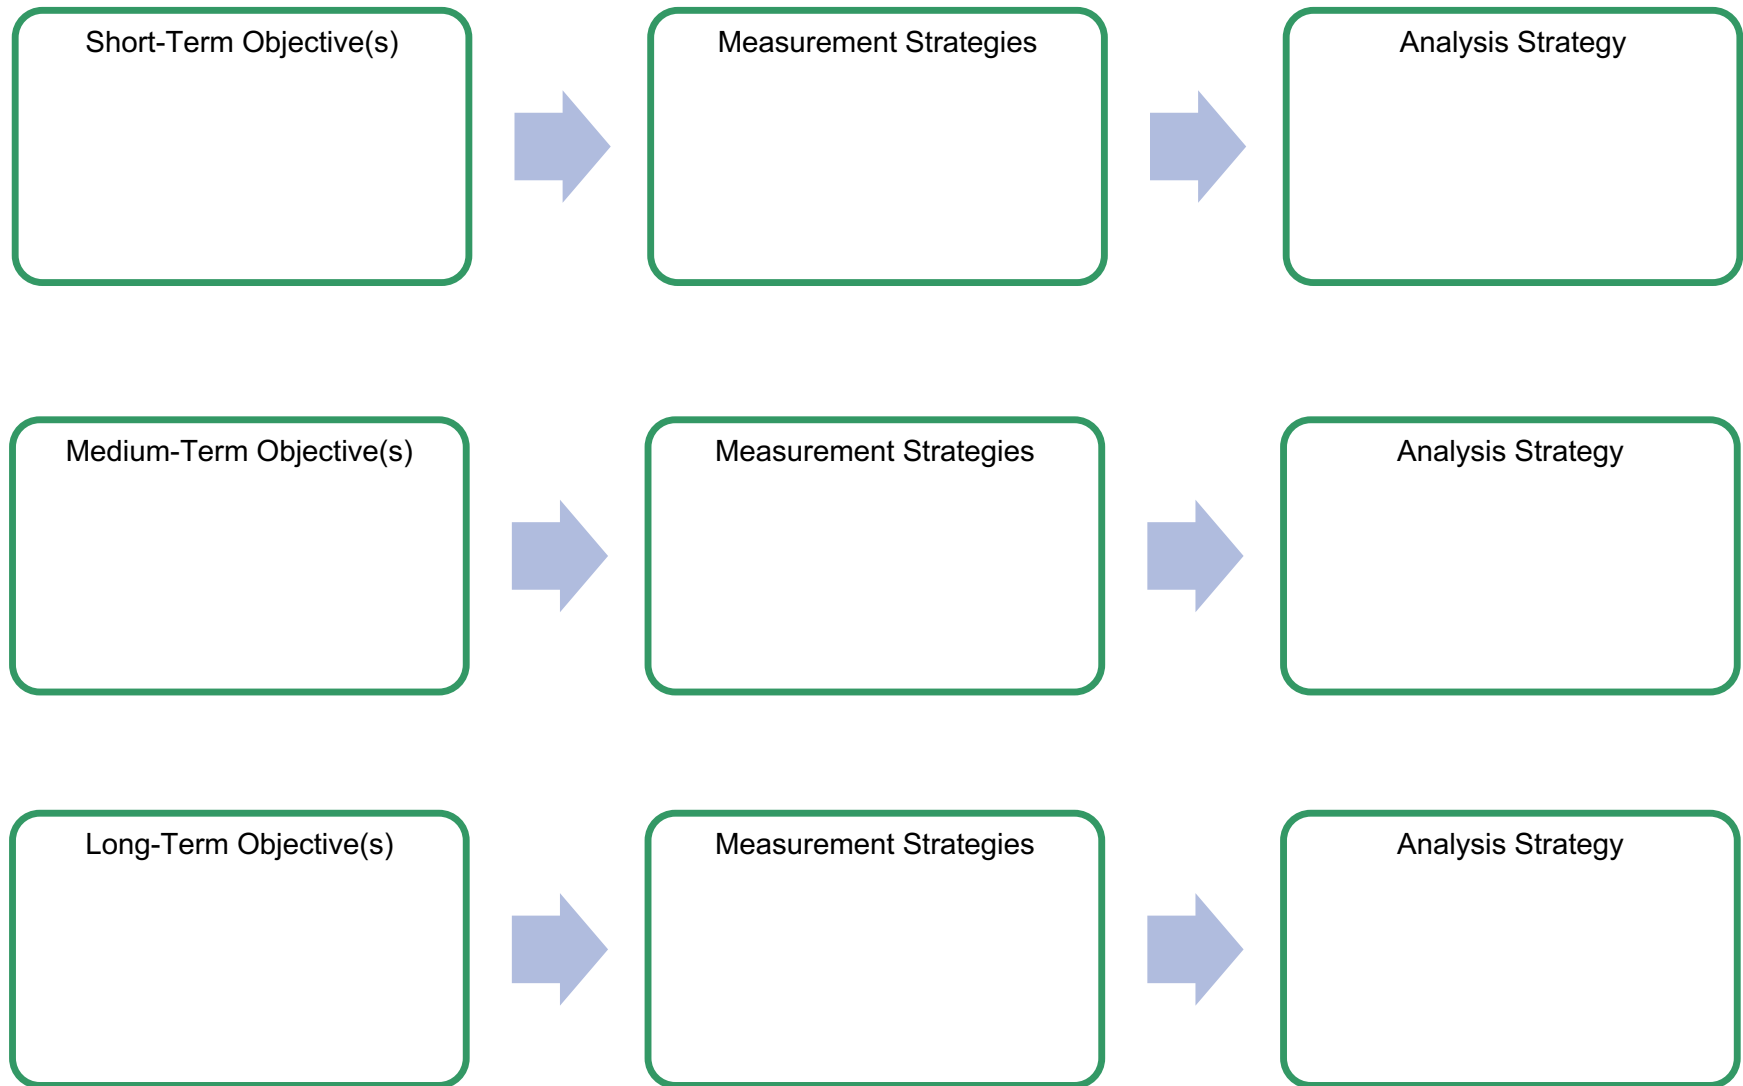 Short-Term Objective(s)
Measurement Strategies
Analysis Strategy
Medium-Term Objective(s)
Measurement Strategies
Analysis Strategy
Long-Term Objective(s)
Measurement Strategies
Analysis Strategy